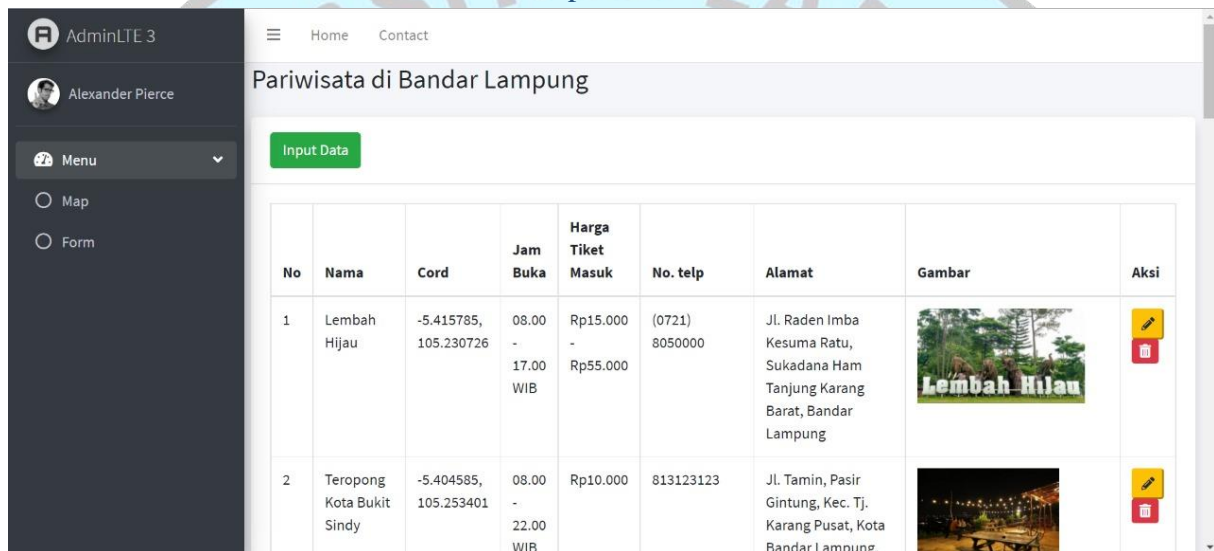 AdminLTE 3
Home Contact
Alexander Pierce
Pariwisata di Bandar Lampung
Menu
Input Data
Map
Form
No Nama Cord Jam Buka Harga Tiket Masuk No. telp Alamat Gambar Aksi
1
Lembah
Hijau
-5.415785,
105.230726
08.00
-
17.00
WIB
Rp15.000
-
Rp55.000
(0721)
8050000
Jl. Raden Imba
Kesuma Ratu,
Sukadana Ham
Tanjung Karang
Barat, Bandar
Lampung
Lembah Hijau
2
Teropong
Kota Bukit
Sindy
-5.404585,
105.253401
08.00
-
22.00
WIB
Rp10.000
813123123
Jl. Tamin, Pasir
Gintung, Kec. Tj.
Karang Pusat, Kota
Bandar Lampung